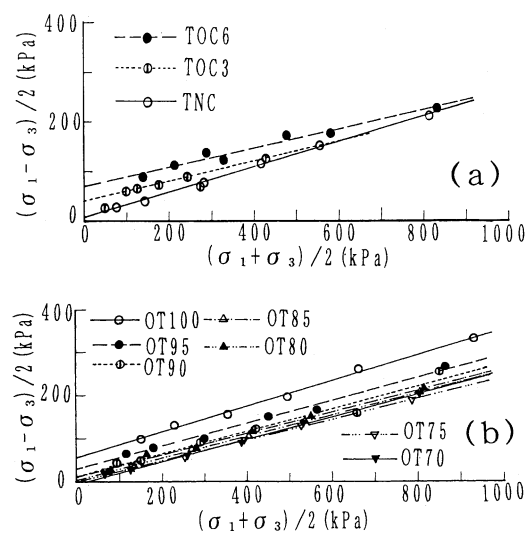 400
TOC6
TOC3
TNC
200
0
(σ₁−σ₃)/2(kPa)
(a)
0 200 400 600 800 1000
(σ₁+σ₃)/2(kPa)
400
OT100 OT85
OT95 OT80
OT90
200
0
(σ₁−σ₃)/2(kPa)
OT75
OT70
(b)
0 200 400 600 800 1000
(σ₁+σ₃)/2(kPa)